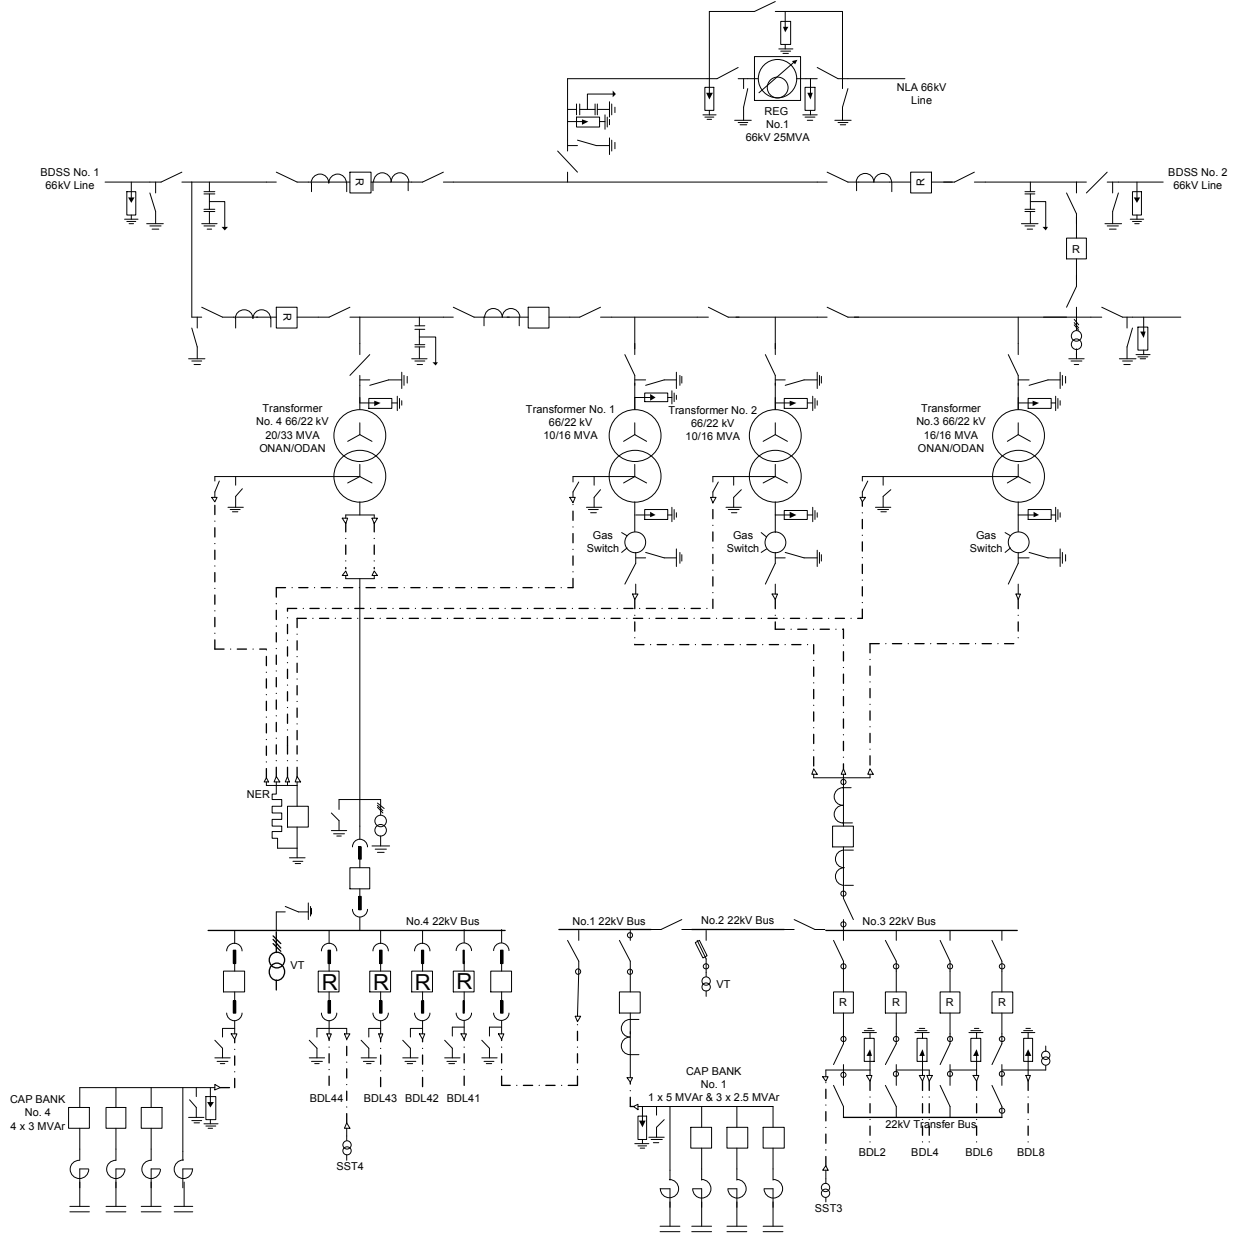 NLA 66kV
Line
REG
No.1
66kV 25MVA
BDSS No. 1
66kV Line
R
R
BDSS No. 2
66kV Line
R
R
Transformer
No. 4 66/22 kV
20/33 MVA
ONAN/ODAN
Transformer No. 1
66/22 kV
10/16 MVA
Transformer No. 2
66/22 kV
10/16 MVA
Transformer
No.3 66/22 kV
16/16 MVA
ONAN/ODAN
Gas
Switch
Gas
Switch
Gas
Switch
NER
No.4 22kV Bus
No.1 22kV Bus
No.2 22kV Bus
No.3 22kV Bus
VT
R
R
R
R
VT
R
R
R
R
CAP BANK
No. 4
4 x 3 MVAr
BDL44
BDL43
BDL42
BDL41
SST4
CAP BANK
No. 1
1 x 5 MVAr & 3 x 2.5 MVAr
22kV Transfer Bus
BDL2
BDL4
BDL6
BDL8
SST3